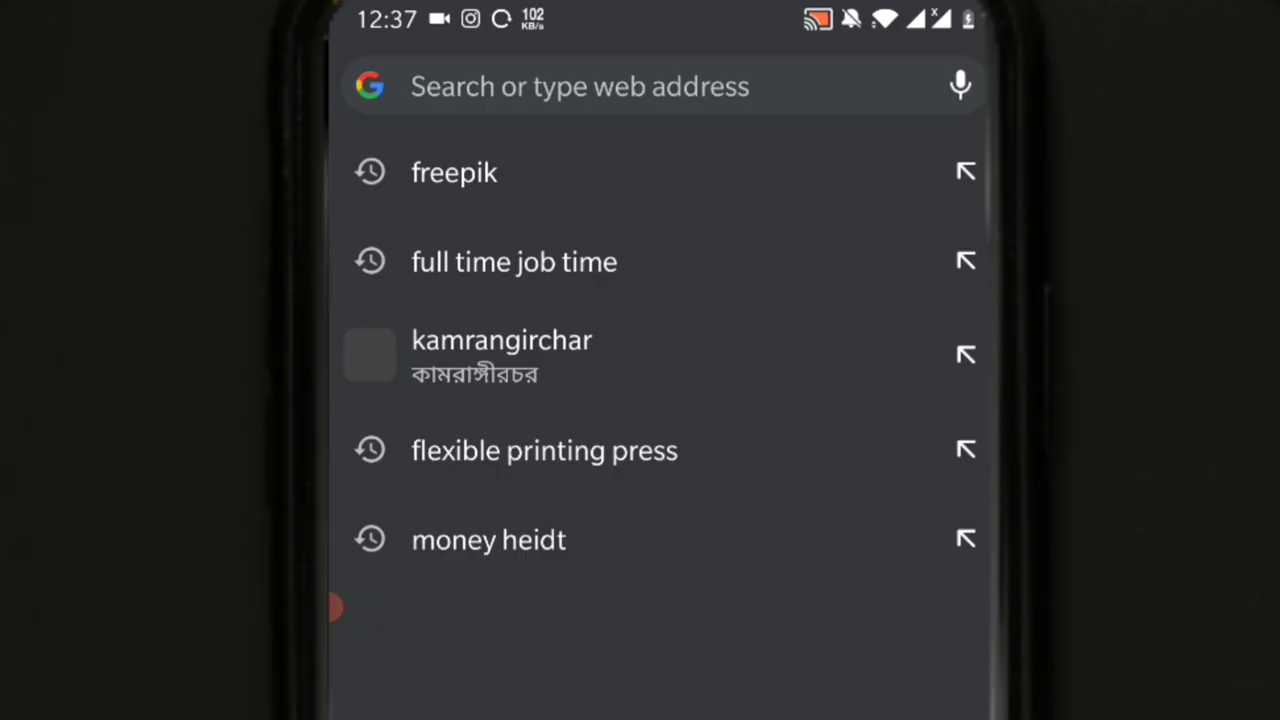 12:37 102 KB/s x
Search or type web address
freepik
full time job time
kamrangirchar
কামরাঙ্গীরচর
flexible printing press
money heidt